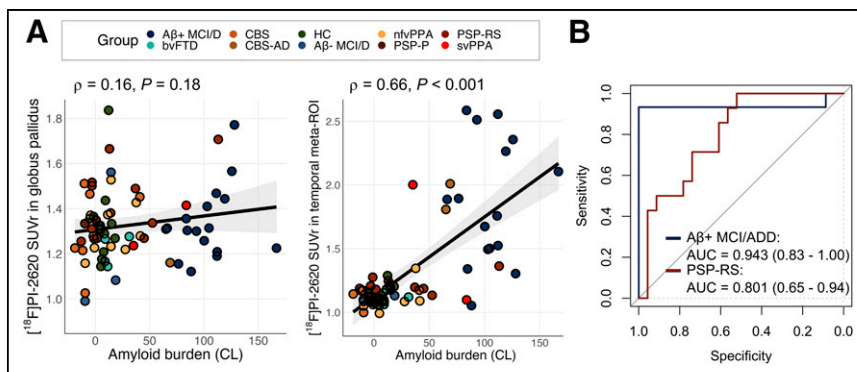 A
Group
Aβ+ MCI/D
CBS
HC
nfvPPA
PSP-RS
bvFTD
CBS-AD
Aβ- MCI/D
PSP-P
svPPA
B
ρ = 0.16, P = 0.18
[¹⁸F]PI-2620 SUVr in globus pallidus
1.8
1.6
1.4
1.2
1.0
0
50
100
150
Amyloid burden (CL)
ρ = 0.66, P < 0.001
[¹⁸F]PI-2620 SUVr in temporal meta-ROI
2.5
2.0
1.5
1.0
0
50
100
150
Amyloid burden (CL)
Sensitivity
1.0
0.8
0.6
0.4
0.2
0.0
Aβ+ MCI/ADD:
AUC = 0.943 (0.83 - 1.00)
PSP-RS:
AUC = 0.801 (0.65 - 0.94)
1.0 0.8 0.6 0.4 0.2 0.0
Specificity